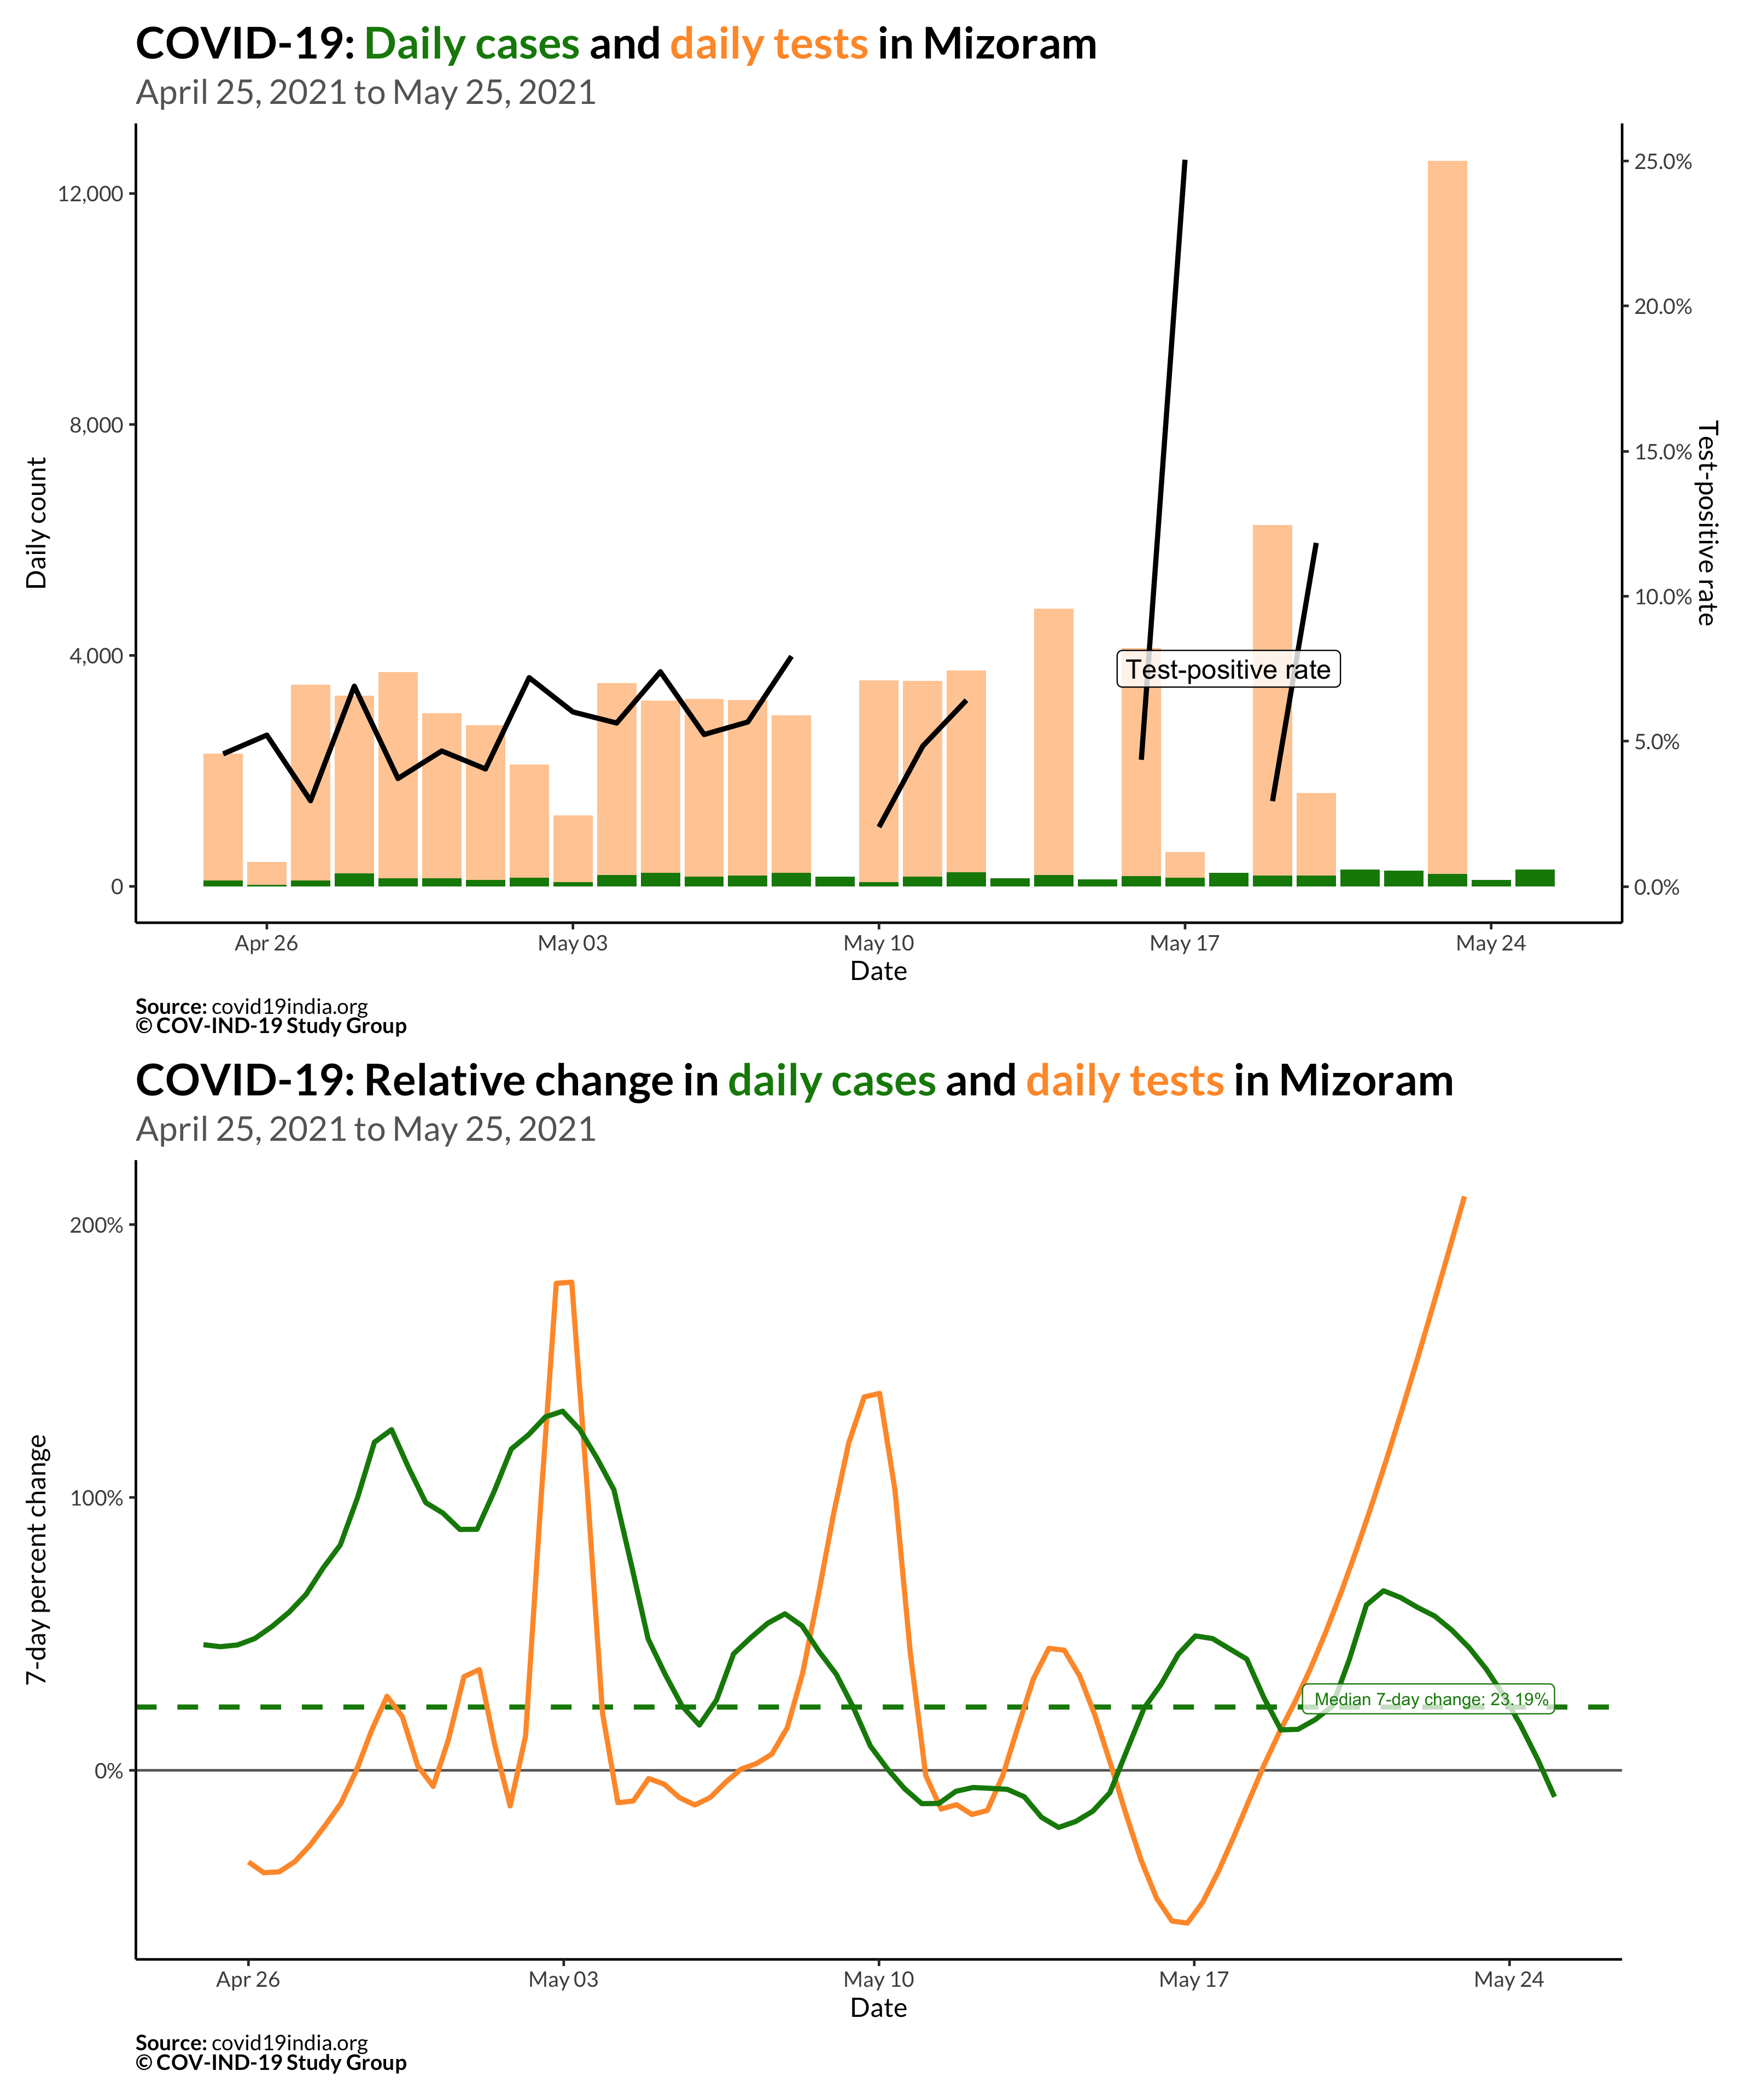 COVID-19: Daily cases and daily tests in Mizoram
April 25, 2021 to May 25, 2021
Daily count
12,000
8,000
4,000
0
25.0%
20.0%
15.0%
10.0%
5.0%
0.0%
Test-positive rate
Test-positive rate
Apr 26
May 03
May 10
May 17
May 24
Date
Source: covid19india.org
© COV-IND-19 Study Group
COVID-19: Relative change in daily cases and daily tests in Mizoram
April 25, 2021 to May 25, 2021
7-day percent change
200%
100%
0%
Median 7-day change: 23.19%
Apr 26
May 03
May 10
May 17
May 24
Date
Source: covid19india.org
© COV-IND-19 Study Group